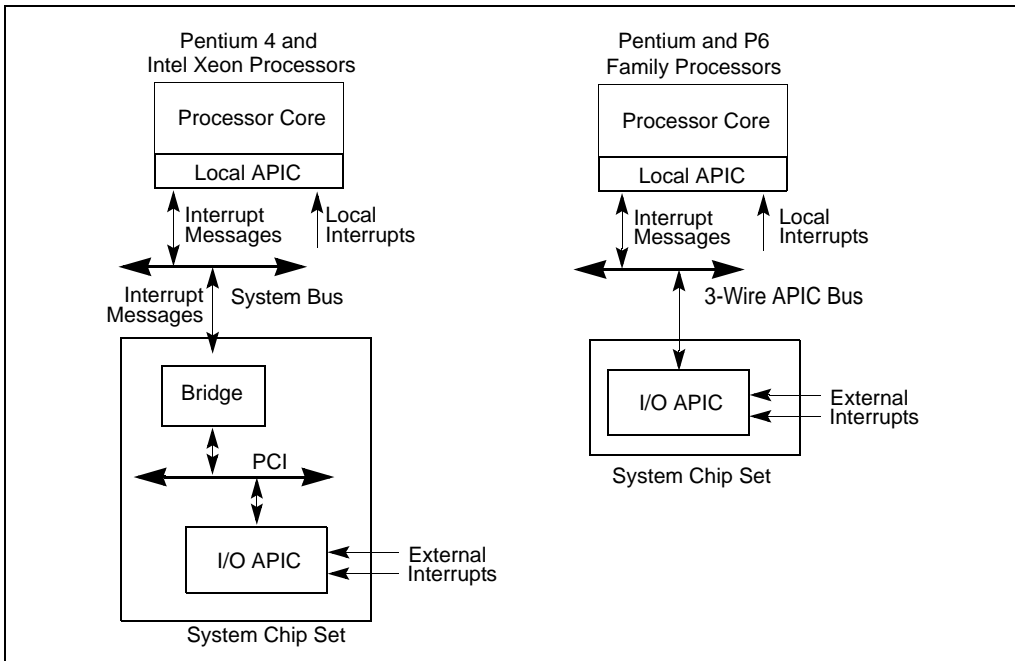 Pentium 4 and
Intel Xeon Processors
Processor Core
Local APIC
Interrupt
Messages
Local
Interrupts
Interrupt
Messages
System Bus
Bridge
PCI
I/O APIC
External
Interrupts
System Chip Set
Pentium and P6
Family Processors
Processor Core
Local APIC
Interrupt
Messages
Local
Interrupts
3-Wire APIC Bus
I/O APIC
External
Interrupts
System Chip Set